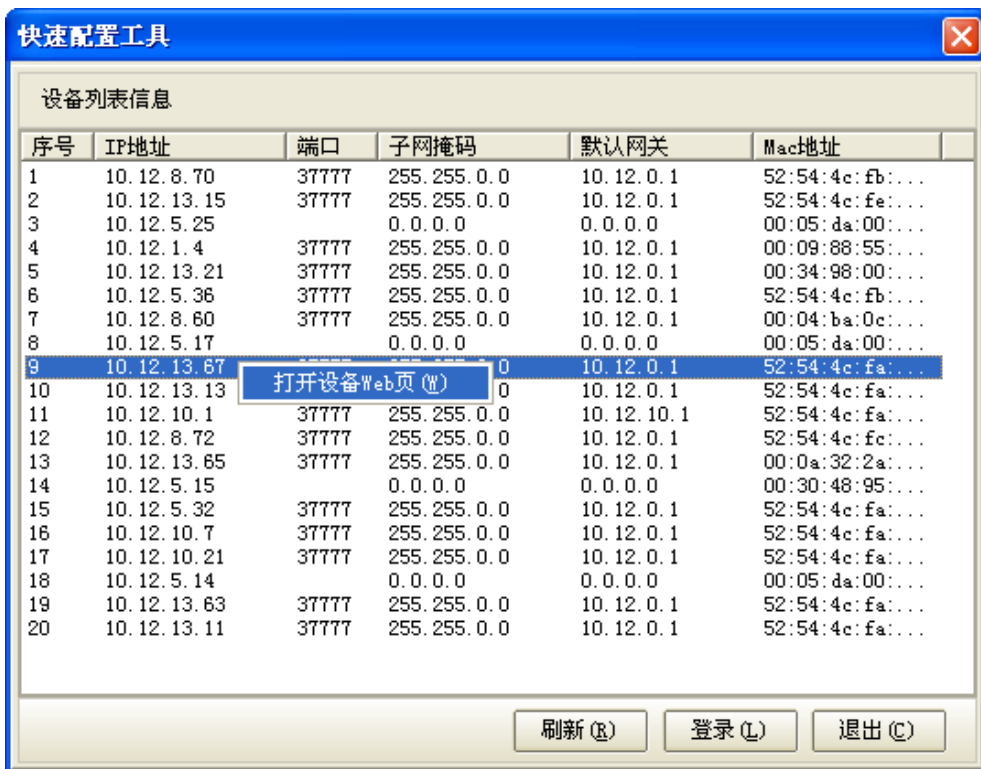 快速配置工具
设备列表信息
序号 IP地址 端口 子网掩码 默认网关 Mac地址
1 10.12.8.70 37777 255.255.0.0 10.12.0.1 52:54:4c:fb:...
2 10.12.13.15 37777 255.255.0.0 10.12.0.1 52:54:4c:fe:...
3 10.12.5.25 0.0.0.0 0.0.0.0 00:05:da:00:...
4 10.12.1.4 37777 255.255.0.0 10.12.0.1 00:09:88:55:...
5 10.12.13.21 37777 255.255.0.0 10.12.0.1 00:34:98:00:...
6 10.12.5.36 37777 255.255.0.0 10.12.0.1 52:54:4c:fb:...
7 10.12.8.60 37777 255.255.0.0 10.12.0.1 00:04:ba:0c:...
8 10.12.5.17 0.0.0.0 0.0.0.0 00:05:da:00:...
9 10.12.13.67 0 10.12.0.1 52:54:4c:fa:...
打开设备Web页(W)
10 10.12.13.13 0 10.12.0.1 52:54:4c:fa:...
11 10.12.10.1 37777 255.255.0.0 10.12.10.1 52:54:4c:fa:...
12 10.12.8.72 37777 255.255.0.0 10.12.0.1 52:54:4c:fc:...
13 10.12.13.65 37777 255.255.0.0 10.12.0.1 00:0a:32:2a:...
14 10.12.5.15 0.0.0.0 0.0.0.0 00:30:48:95:...
15 10.12.5.32 37777 255.255.0.0 10.12.0.1 52:54:4c:fa:...
16 10.12.10.7 37777 255.255.0.0 10.12.0.1 52:54:4c:fa:...
17 10.12.10.21 37777 255.255.0.0 10.12.0.1 52:54:4c:fa:...
18 10.12.5.14 0.0.0.0 0.0.0.0 00:05:da:00:...
19 10.12.13.63 37777 255.255.0.0 10.12.0.1 52:54:4c:fa:...
20 10.12.13.11 37777 255.255.0.0 10.12.0.1 52:54:4c:fa:...
刷新(R) 登录(L) 退出(C)